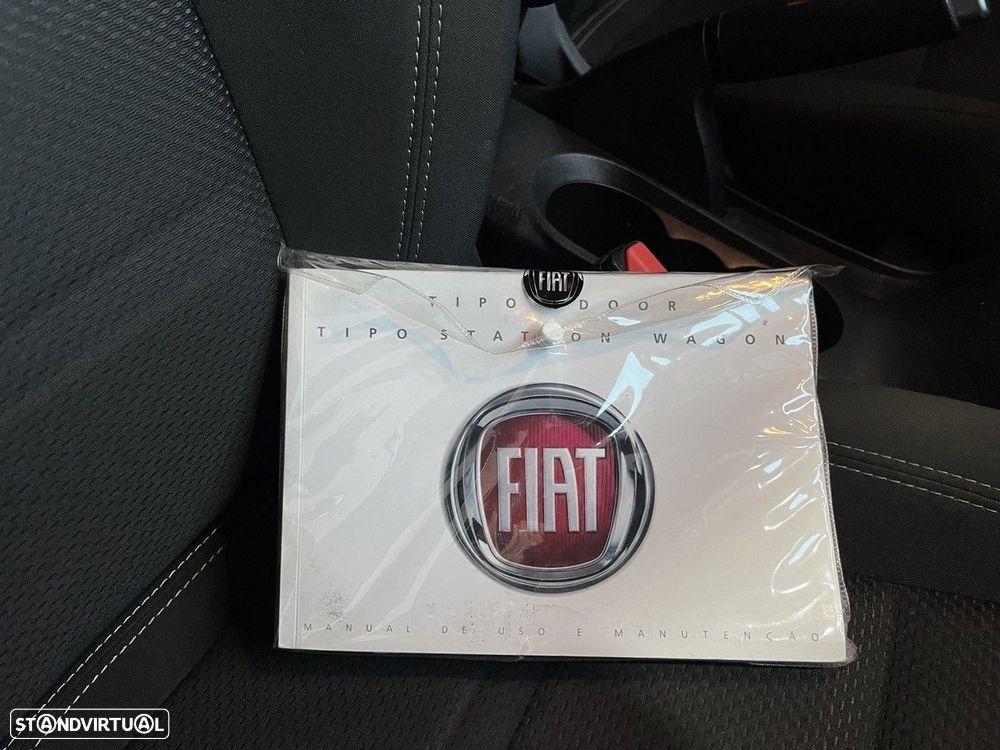 FIAT
TIPO DOOR
TIPO STATION WAGON
FIAT
MANUAL DE USO E MANUTENÇÃO
STANDVIRTUAL